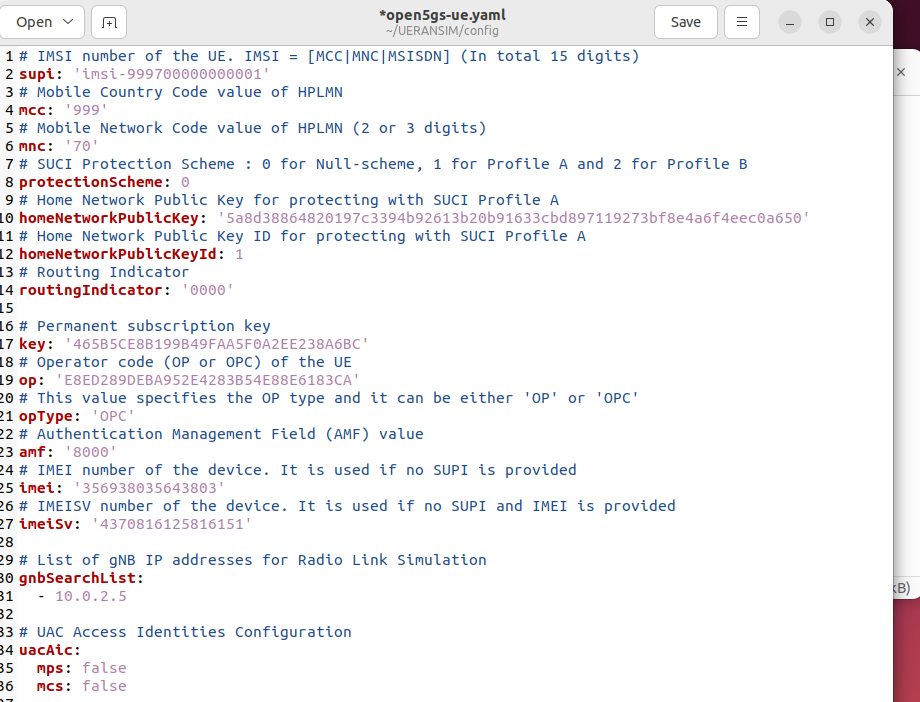 Open
*open5gs-ue.yaml
~/UERANSIM/config
Save
1 # IMSI number of the UE. IMSI = [MCC|MNC|MSISDN] (In total 15 digits)
2 supi: 'imsi-999700000000001'
3 # Mobile Country Code value of HPLMN
4 mcc: '999'
5 # Mobile Network Code value of HPLMN (2 or 3 digits)
6 mnc: '70'
7 # SUCI Protection Scheme : 0 for Null-scheme, 1 for Profile A and 2 for Profile B
8 protectionScheme: 0
9 # Home Network Public Key for protecting with SUCI Profile A
10 homeNetworkPublicKey: '5a8d38864820197c3394b92613b20b91633cbd897119273bf8e4a6f4eec0a650'
11 # Home Network Public Key ID for protecting with SUCI Profile A
12 homeNetworkPublicKeyId: 1
13 # Routing Indicator
14 routingIndicator: '0000'
15
16 # Permanent subscription key
17 key: '465B5CE8B199B49FAA5F0A2EE238A6BC'
18 # Operator code (OP or OPC) of the UE
19 op: 'E8ED289DEBA952E4283B54E88E6183CA'
20 # This value specifies the OP type and it can be either 'OP' or 'OPC'
21 opType: 'OPC'
22 # Authentication Management Field (AMF) value
23 amf: '8000'
24 # IMEI number of the device. It is used if no SUPI is provided
25 imei: '356938035643803'
26 # IMEISV number of the device. It is used if no SUPI and IMEI is provided
27 imeiSv: '4370816125816151'
28
29 # List of gNB IP addresses for Radio Link Simulation
30 gnbSearchList:
31   - 10.0.2.5
32
33 # UAC Access Identities Configuration
34 uacAic:
35   mps: false
36   mcs: false
kB)